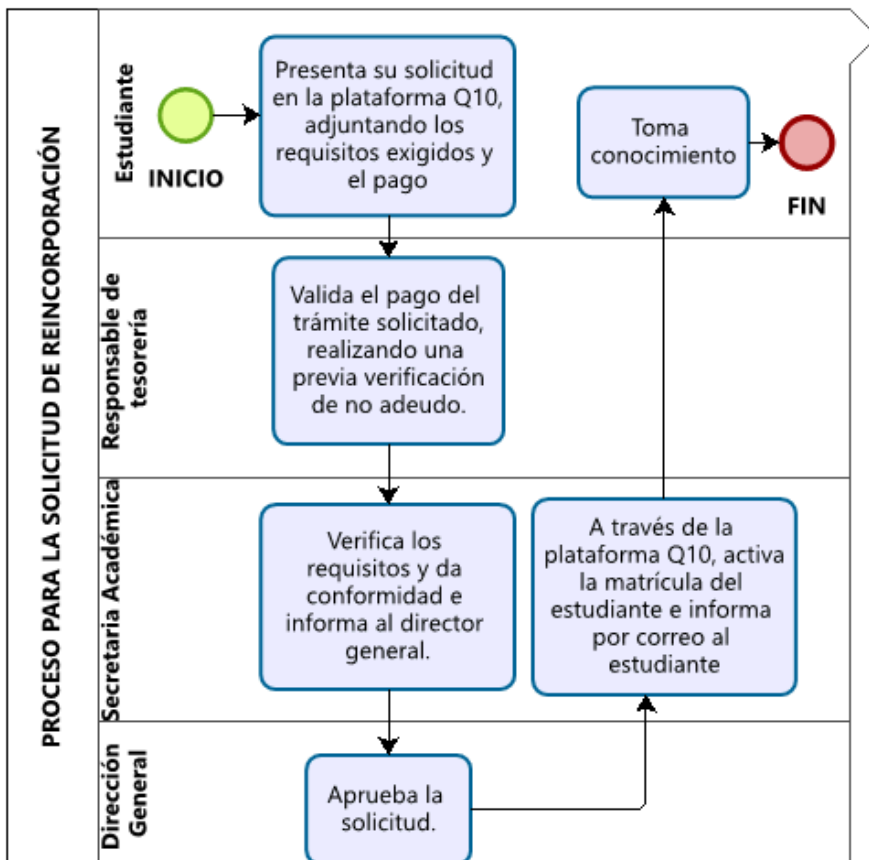 PROCESO PARA LA SOLICITUD DE REINCORPORACIÓN
Estudiante
INICIO
Presenta su solicitud
en la plataforma Q10,
adjuntando los
requisitos exigidos y
el pago
Toma
conocimiento
FIN
Responsable de
tesorería
Valida el pago del
trámite solicitado,
realizando una
previa verificación
de no adeudo.
Secretaria Académica
Verifica los
requisitos y da
conformidad e
informa al director
general.
A través de la
plataforma Q10, activa
la matrícula del
estudiante e informa
por correo al
estudiante
Dirección
General
Aprueba la
solicitud.